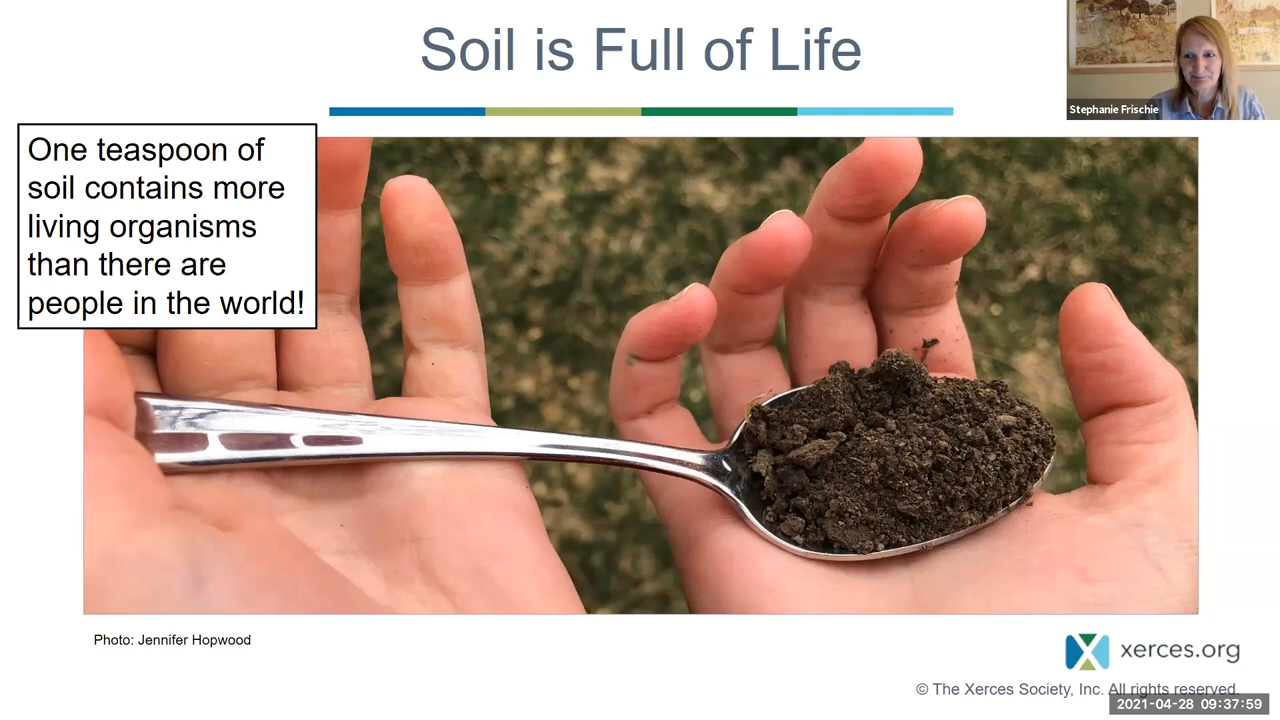 Soil is Full of Life
Stephanie Frischie
One teaspoon of
soil contains more
living organisms
than there are
people in the world!
Photo: Jennifer Hopwood
xerces.org
© The Xerces Society, Inc. All rights reserved.
2021-04-28 09:37:59